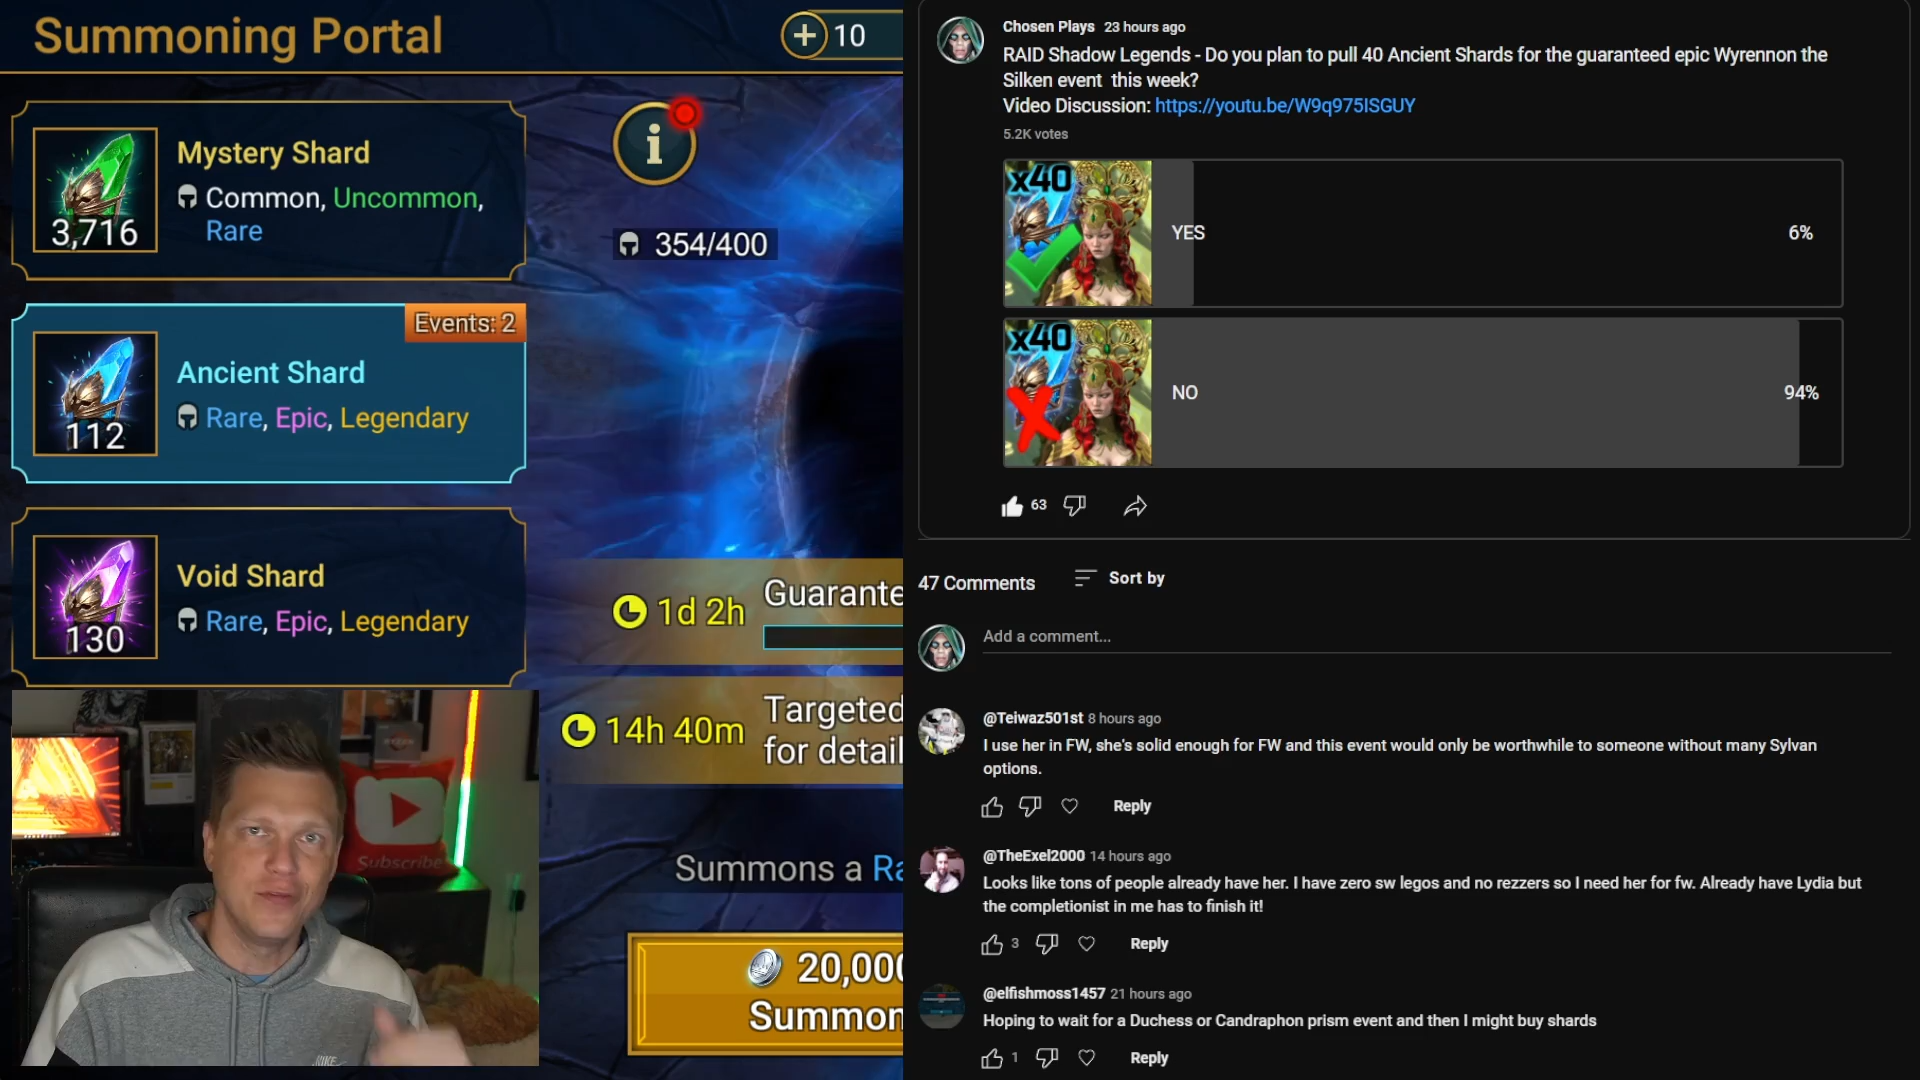 Summoning Portal
10
Mystery Shard
Common, Uncommon,
Rare
3,716
354/400
Events: 2
Ancient Shard
Rare, Epic, Legendary
112
Void Shard
Rare, Epic, Legendary
130
1d 2h
Guarante
14h 40m
Targeted
for detail
Summons a Ra
20,000
Summon
Subscribe
NIKE
Chosen Plays 23 hours ago
RAID Shadow Legends - Do you plan to pull 40 Ancient Shards for the guaranteed epic Wyrennon the
Silken event this week?
Video Discussion: https://youtu.be/W9q975ISGUY
5.2K votes
x40
YES
6%
x40
NO
94%
63
47 Comments
Sort by
Add a comment...
@Teiwaz501st 8 hours ago
I use her in FW, she's solid enough for FW and this event would only be worthwhile to someone without many Sylvan
options.
Reply
@TheExel2000 14 hours ago
Looks like tons of people already have her. I have zero sw legos and no rezzers so I need her for fw. Already have Lydia but
the completionist in me has to finish it!
3
Reply
@elfishmoss1457 21 hours ago
Hoping to wait for a Duchess or Candraphon prism event and then I might buy shards
1
Reply